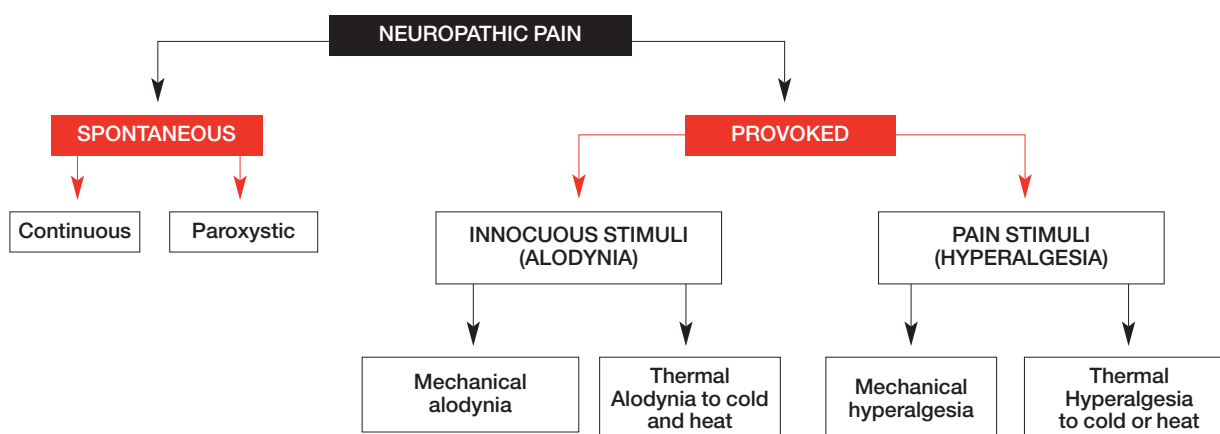 NEUROPATHIC PAIN
SPONTANEOUS
PROVOKED
Continuous
Paroxystic
INNOCUOUS STIMULI
(ALODYNIA)
PAIN STIMULI
(HYPERALGESIA)
Mechanical
alodynia
Thermal
Alodynia to cold
and heat
Mechanical
hyperalgesia
Thermal
Hyperalgesia
to cold or heat